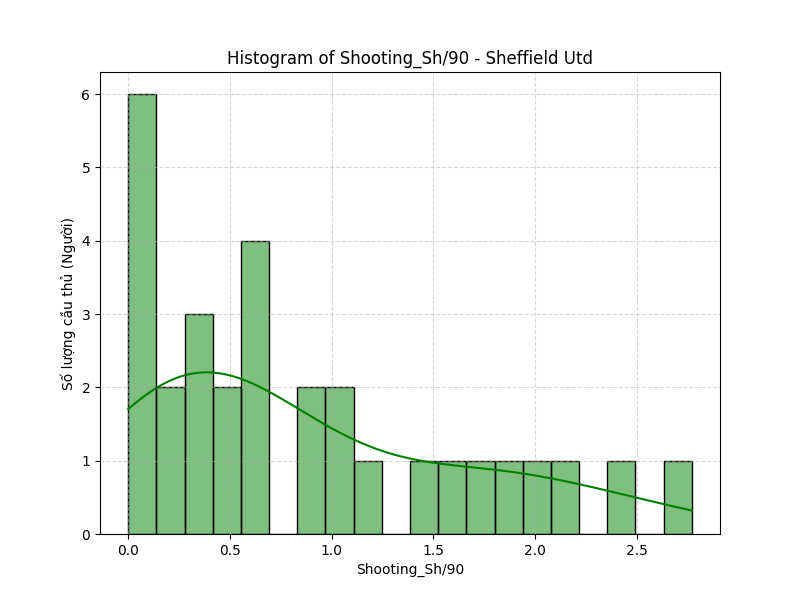 Histogram of Shooting_Sh/90 - Sheffield Utd
Số lượng cầu thủ (Người)
6
5
4
3
2
1
0
0.0 0.5 1.0 1.5 2.0 2.5
Shooting_Sh/90